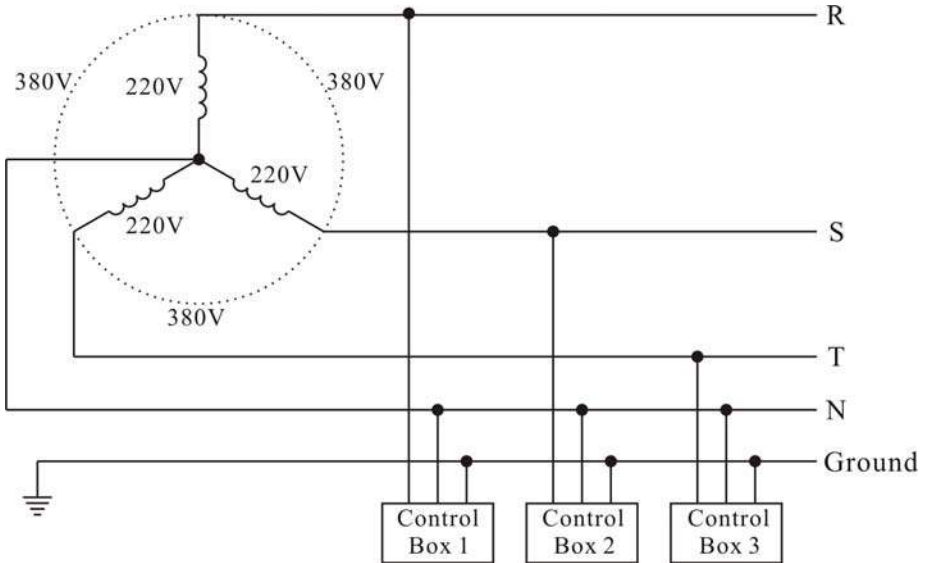 R
380V
220V
380V
220V
220V
S
380V
T
N
Ground
Control
Box 1
Control
Box 2
Control
Box 3